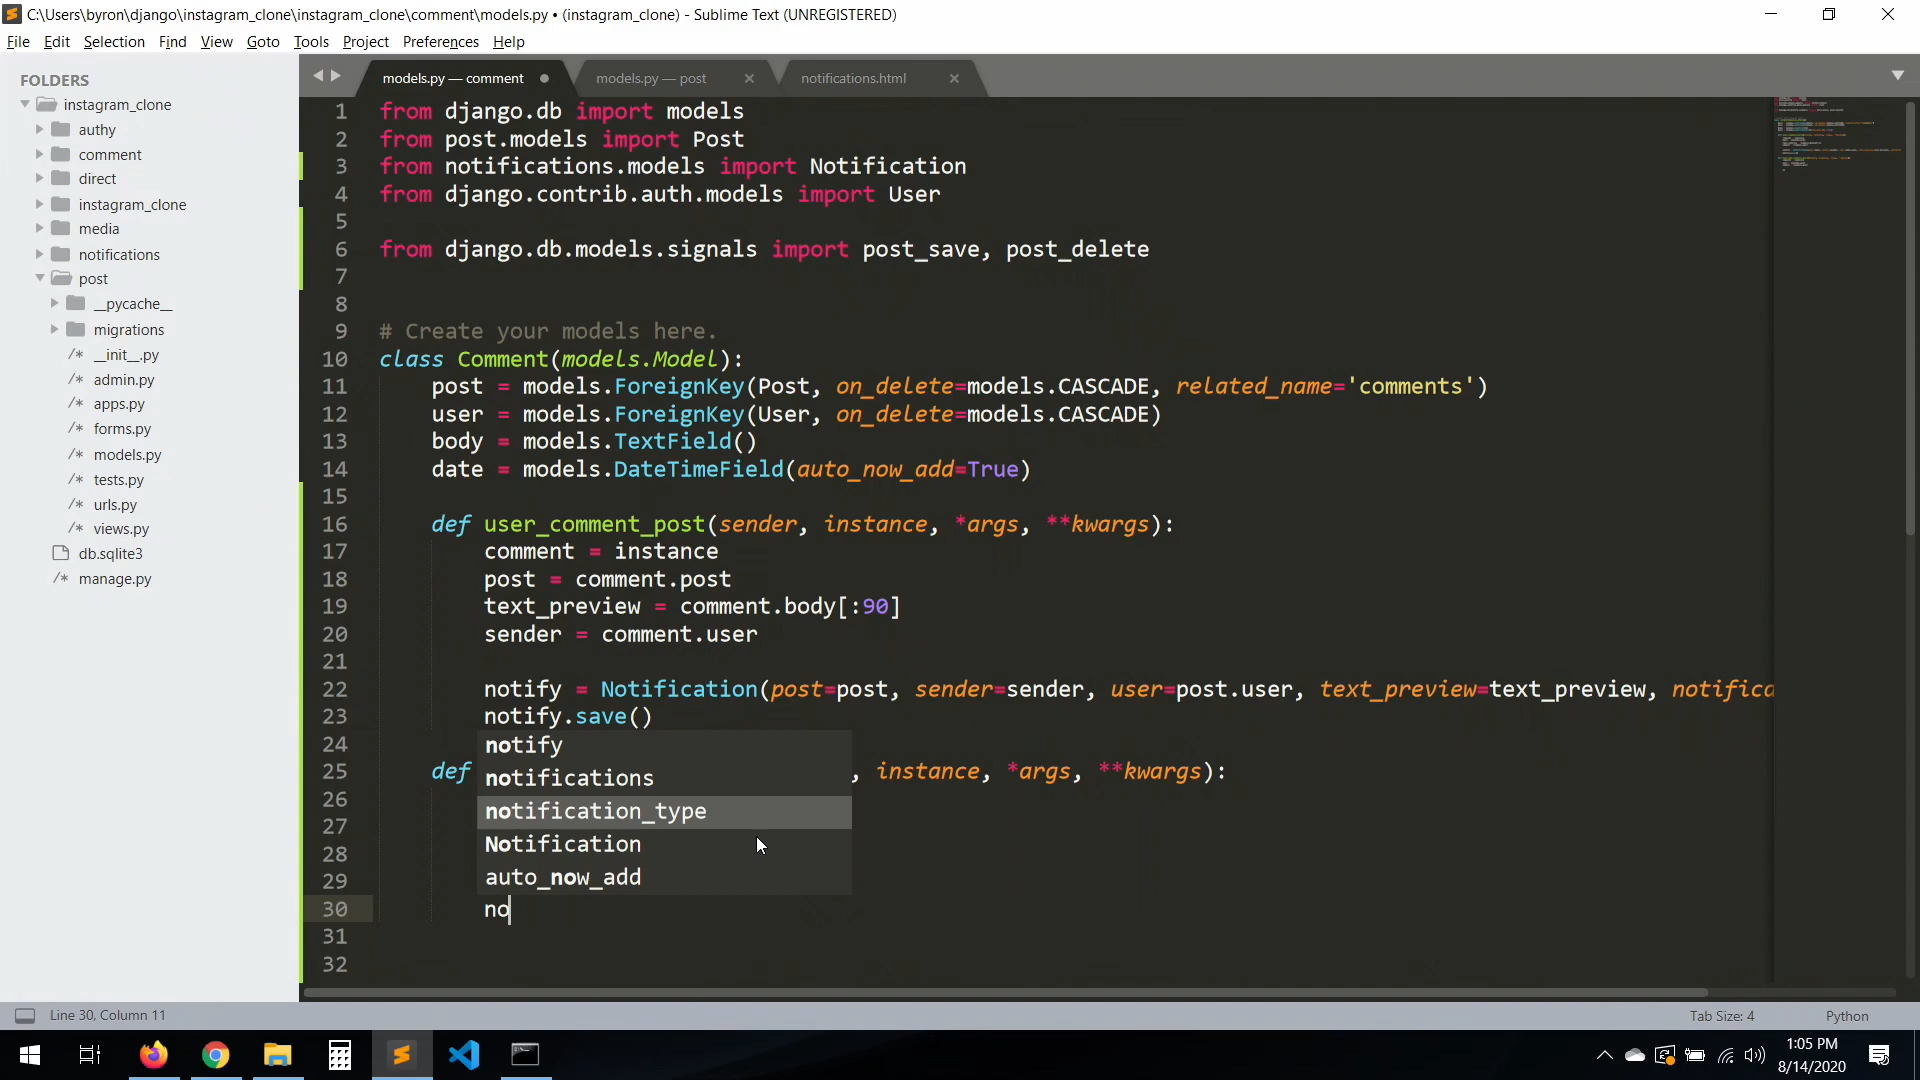 C:\Users\byron\django\instagram_clone\instagram_clone\comment\models.py • (instagram_clone) - Sublime Text (UNREGISTERED)
File Edit Selection Find View Goto Tools Project Preferences Help
FOLDERS
instagram_clone
authy
comment
direct
instagram_clone
media
notifications
post
__pycache__
migrations
/* __init__.py
/* admin.py
/* apps.py
/* forms.py
/* models.py
/* tests.py
/* urls.py
/* views.py
db.sqlite3
/* manage.py
models.py — comment models.py — post notifications.html
1 from django.db import models
2 from post.models import Post
3 from notifications.models import Notification
4 from django.contrib.auth.models import User
5
6 from django.db.models.signals import post_save, post_delete
7
8
9 # Create your models here.
10 class Comment(models.Model):
11 post = models.ForeignKey(Post, on_delete=models.CASCADE, related_name='comments')
12 user = models.ForeignKey(User, on_delete=models.CASCADE)
13 body = models.TextField()
14 date = models.DateTimeField(auto_now_add=True)
15
16 def user_comment_post(sender, instance, *args, **kwargs):
17 comment = instance
18 post = comment.post
19 text_preview = comment.body[:90]
20 sender = comment.user
21
22 notify = Notification(post=post, sender=sender, user=post.user, text_preview=text_preview, notifica
23 notify.save()
24
25 def , instance, *args, **kwargs):
26
27
28
29
30 no
31
32
notify
notifications
notification_type
Notification
auto_now_add
Line 30, Column 11 Tab Size: 4 Python
1:05 PM
8/14/2020